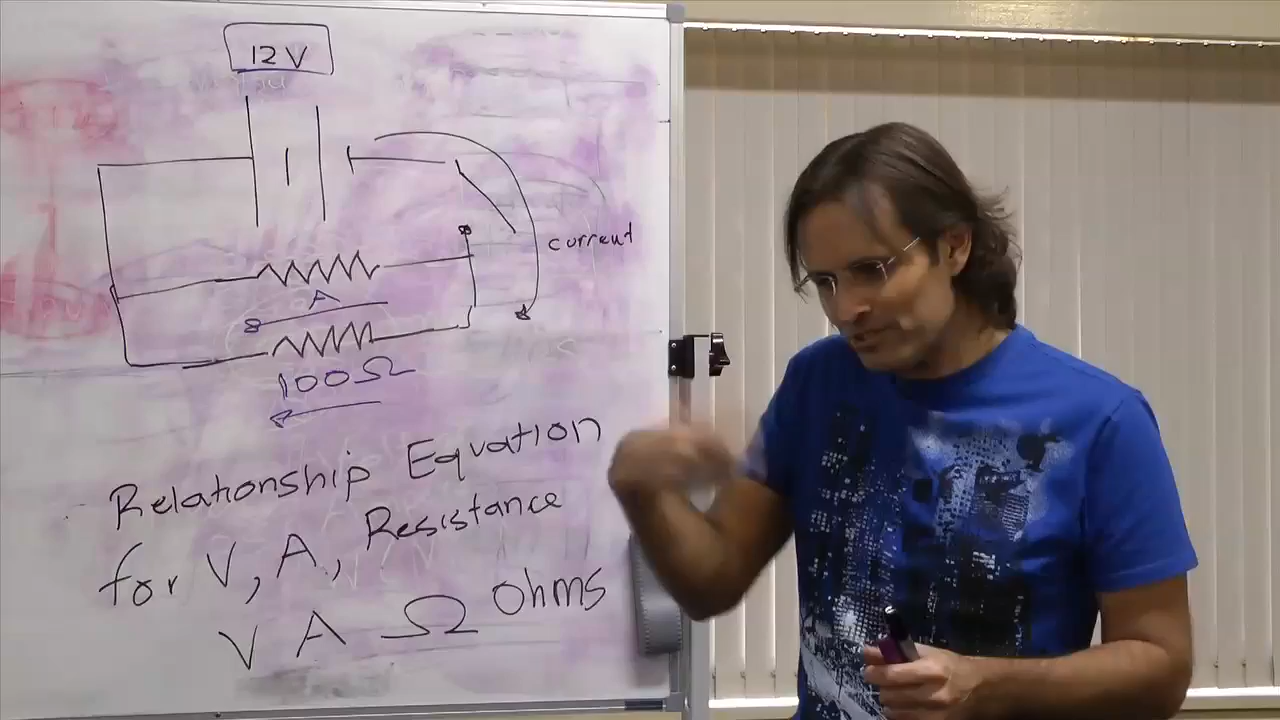 12V
current
A
100Ω
Relationship Equation
for V, A, Resistance
V A Ω Ohms